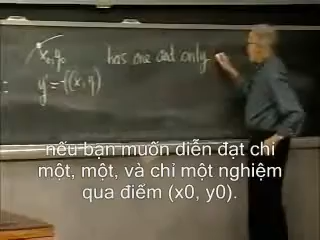 x₀, y₀ has one and only
y' = f(x, y)
nếu bạn muốn diễn đạt chỉ
một, một, và chỉ một nghiệm
qua điểm (x0, y0).